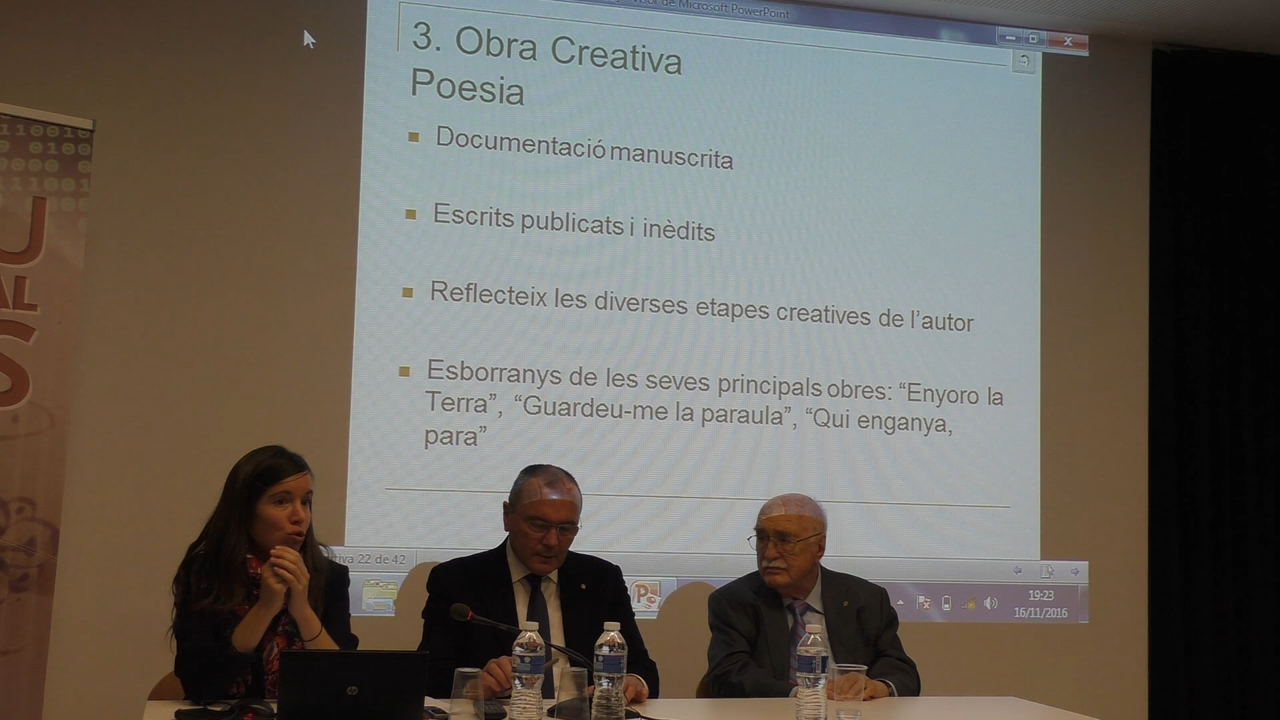 de Microsoft PowerPoint
3. Obra Creativa
Poesia
Documentació manuscrita
Escrits publicats i inèdits
Reflecteix les diverses etapes creatives de l’autor
Esborranys de les seves principals obres: “Enyoro la
Terra”, “Guardeu-me la paraula”, “Qui enganya,
para”
22 de 42
19:23
16/11/2016
hp